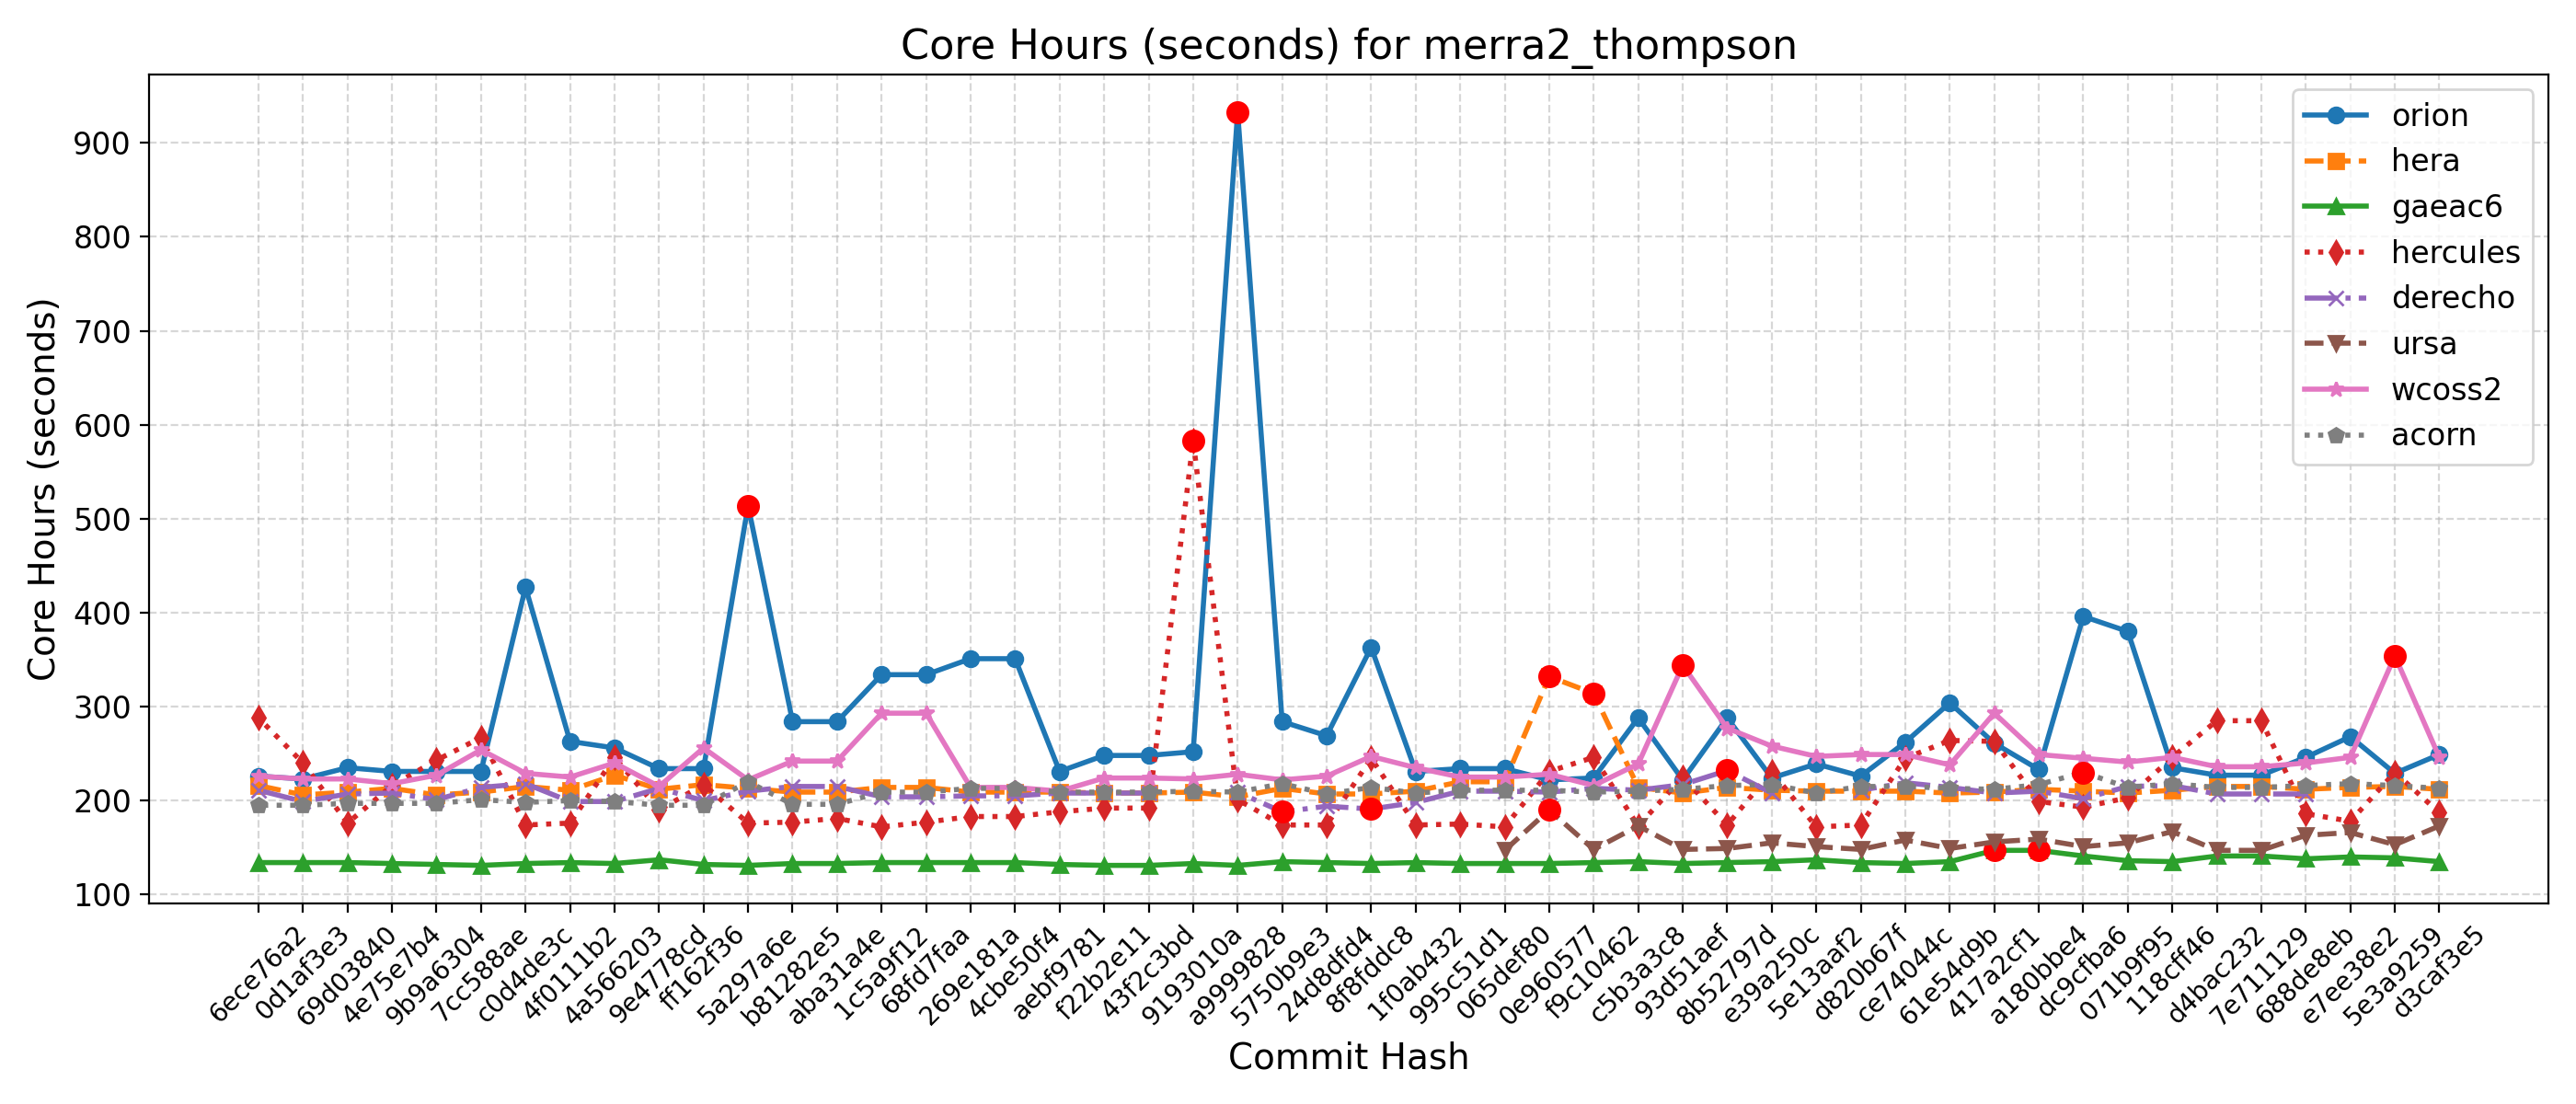 Core Hours (seconds) for merra2_thompson
Core Hours (seconds)
900
800
700
600
500
400
300
200
100
orion
hera
gaeac6
hercules
derecho
ursa
wcoss2
acorn
6ece76a2
0d1af3e3
69d03840
4e75e7b4
9b9a6304
7cc588ae
c0d4de3c
4f0111b2
4a566203
9e4778cd
ff162f36
5a297a6e
b81282e5
aba31a4e
1c5a9f12
68fd7faa
269e181a
4cbe50f4
aebf9781
f22b2e11
43f2c3bd
9193010a
a9999828
5750b9e3
24d8dfd4
8f8fddc8
1f0ab432
995c51d1
065def80
0e960577
f9c10462
c5b3a3c8
93d51aef
8b52797d
e39a250c
5e13aaf2
d820b67f
ce74044c
61e54d9b
417a2cf1
a180bbe4
dc9cfba6
071b9f95
118cff46
d4bac232
7e711129
688de8eb
e7ee38e2
5e3a9259
d3caf3e5
Commit Hash